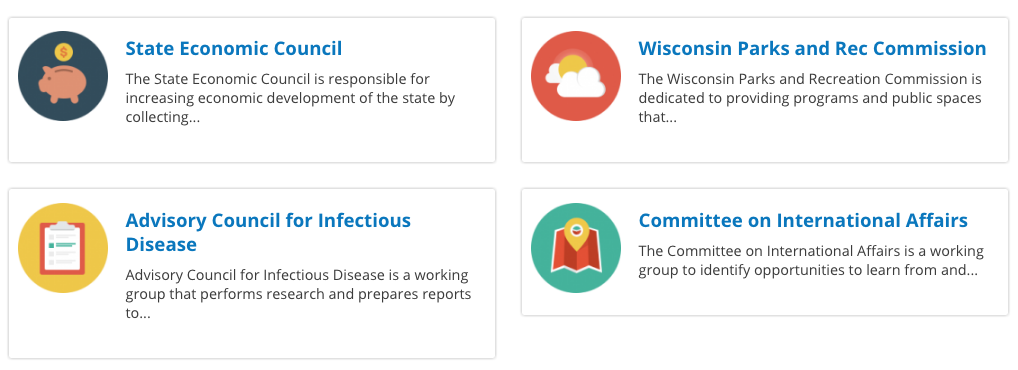 State Economic Council
The State Economic Council is responsible for
increasing economic development of the state by
collecting...
Wisconsin Parks and Rec Commission
The Wisconsin Parks and Recreation Commission is
dedicated to providing programs and public spaces
that...
Advisory Council for Infectious
Disease
Advisory Council for Infectious Disease is a working
group that performs research and prepares reports
to...
Committee on International Affairs
The Committee on International Affairs is a working
group to identify opportunities to learn from and...